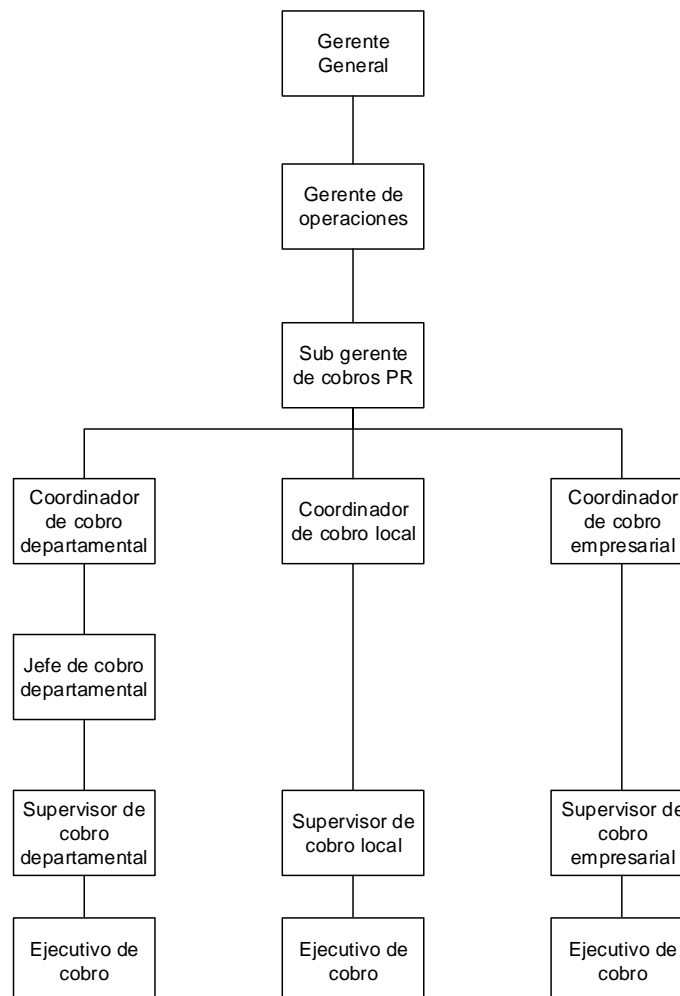 Gerente
General
Gerente de
operaciones
Sub gerente
de cobros PR
Coordinador
de cobro
departamental
Coordinador
de cobro local
Coordinador
de cobro
empresarial
Jefe de cobro
departamental
Supervisor de
cobro
departamental
Supervisor de
cobro local
Supervisor de
cobro
empresarial
Ejecutivo de
cobro
Ejecutivo de
cobro
Ejecutivo de
cobro